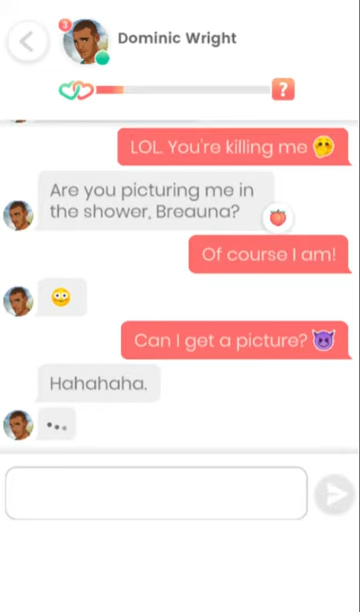 3
Dominic Wright
?
LOL. You're killing me 🤭
Are you picturing me in
the shower, Breauna?
Of course I am!
Can I get a picture? 😈
Hahahaha.